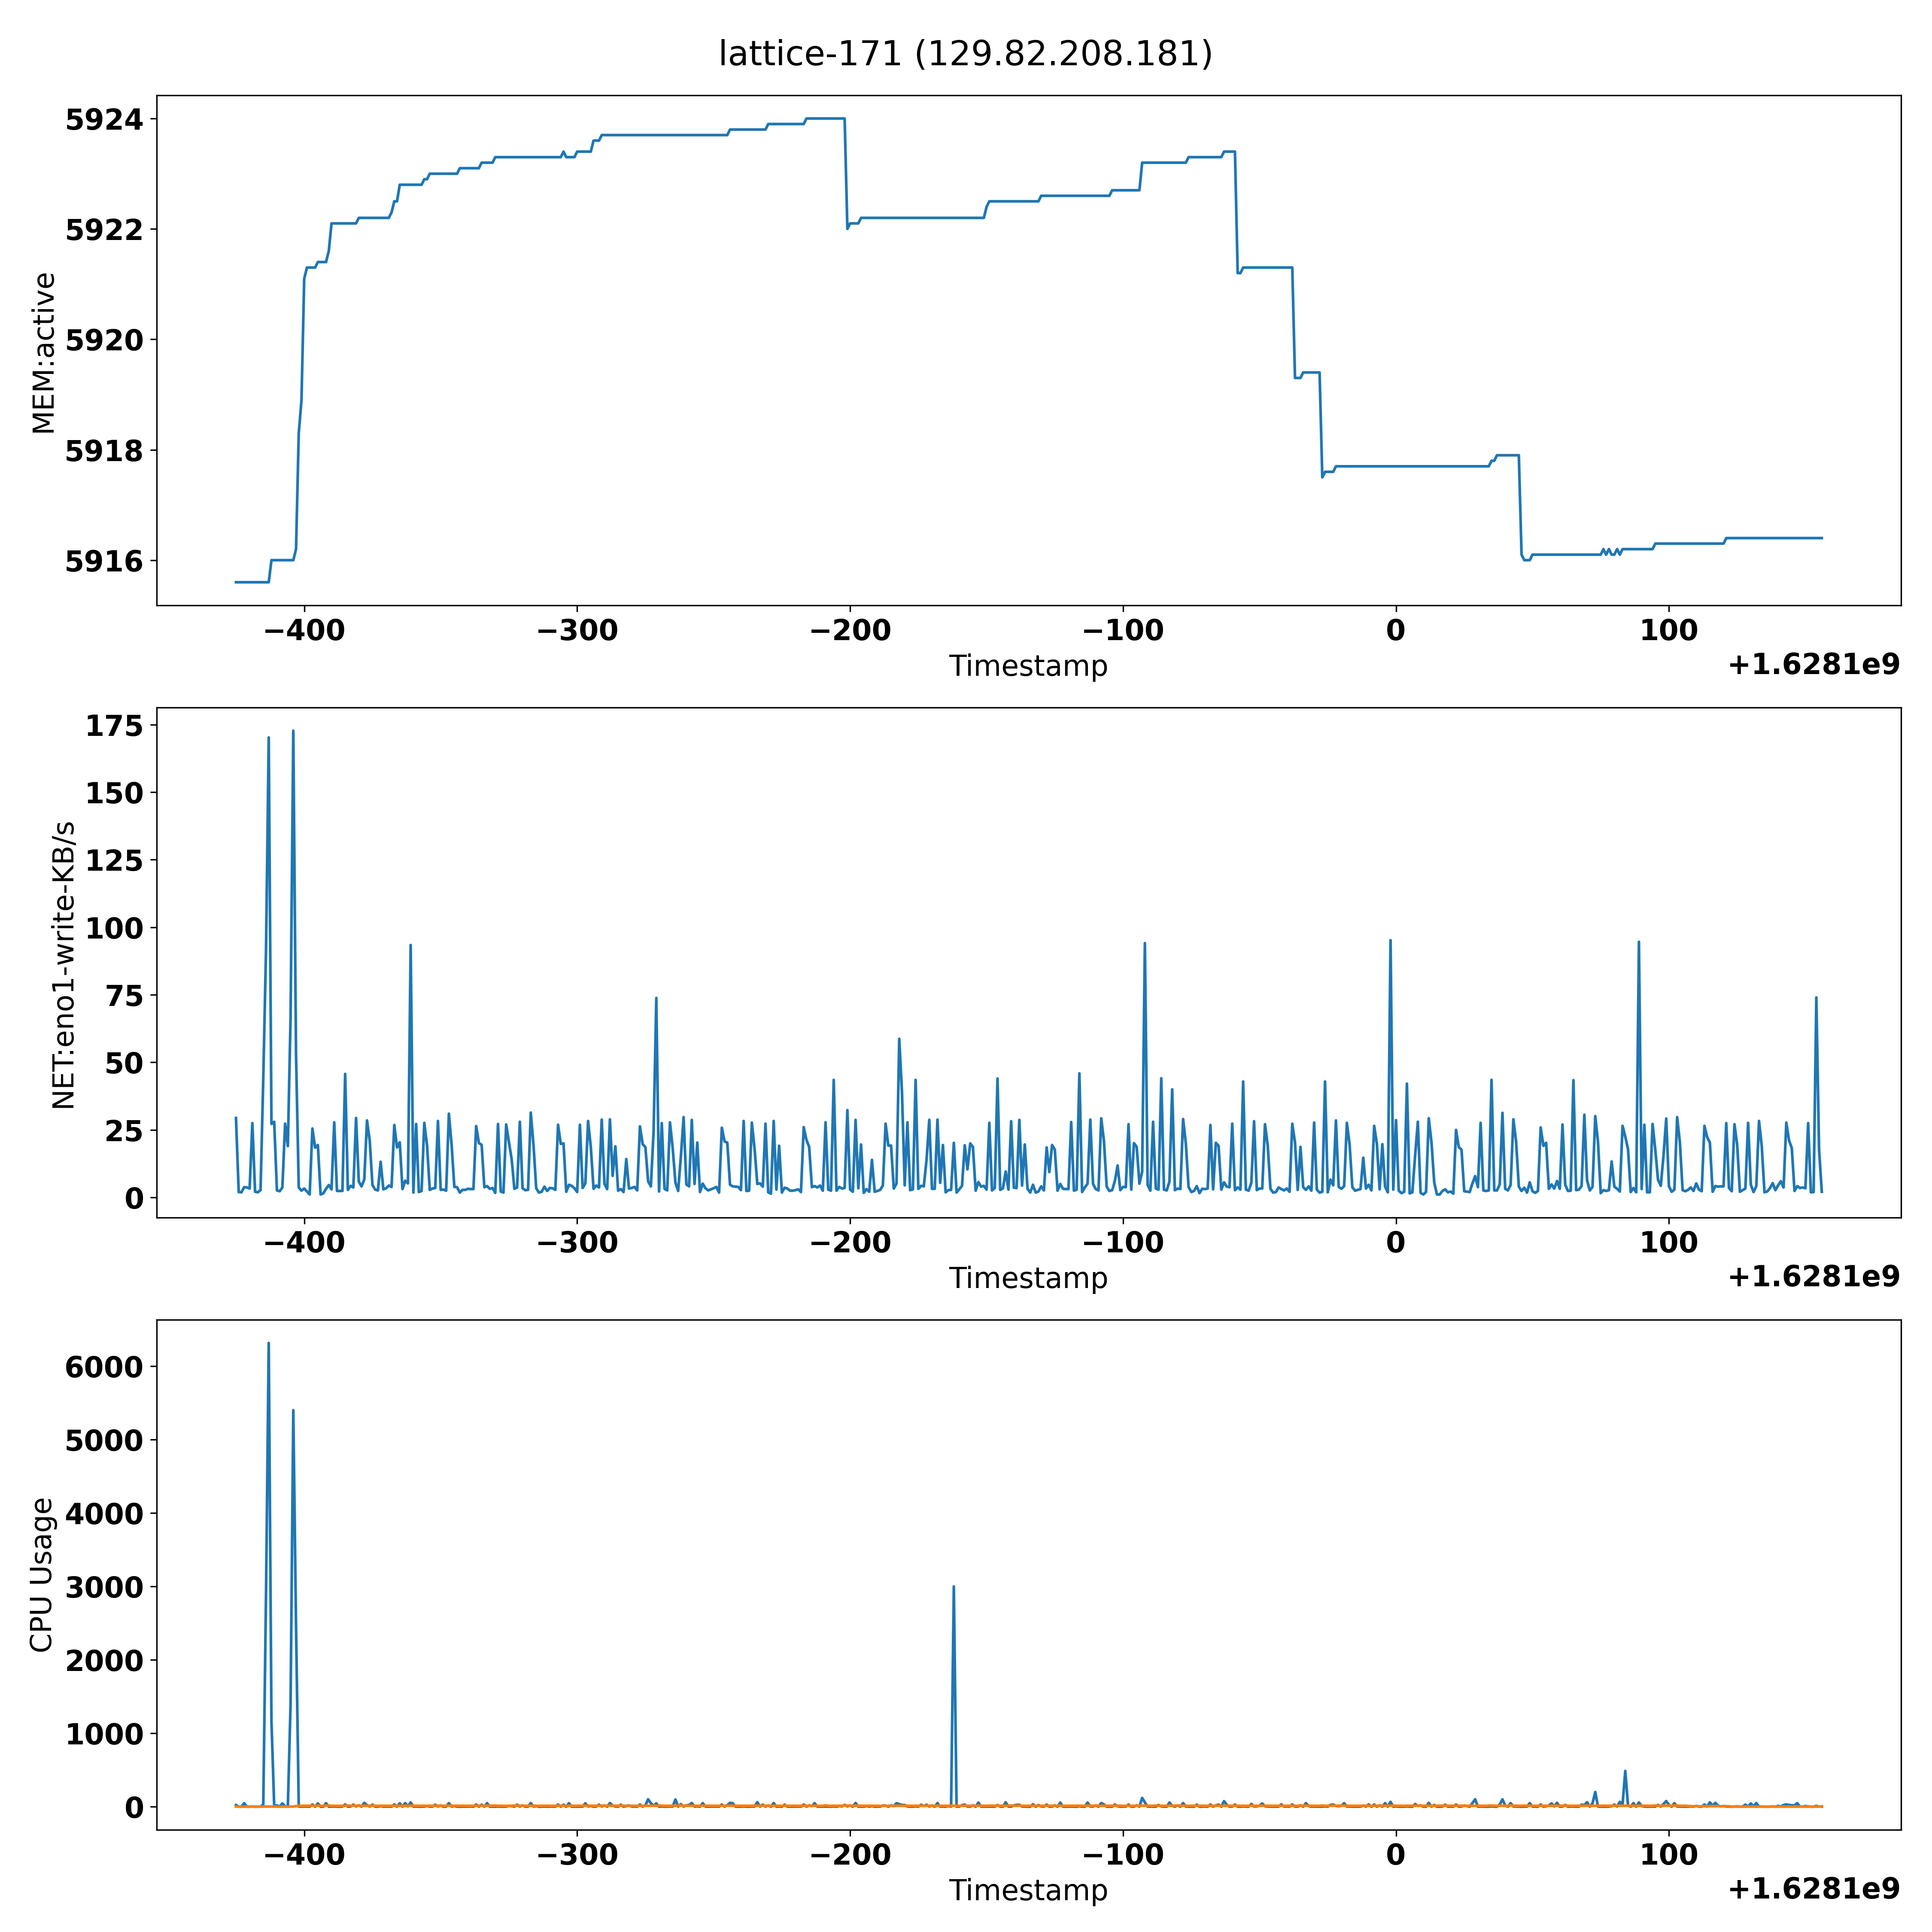 lattice-171 (129.82.208.181)
5924
5922
5920
5918
5916
MEM:active
−400 −300 −200 −100 0 100
Timestamp
+1.6281e9
175
150
125
100
75
50
25
0
NET:eno1-write-KB/s
−400 −300 −200 −100 0 100
Timestamp
+1.6281e9
6000
5000
4000
3000
2000
1000
0
CPU Usage
−400 −300 −200 −100 0 100
Timestamp
+1.6281e9